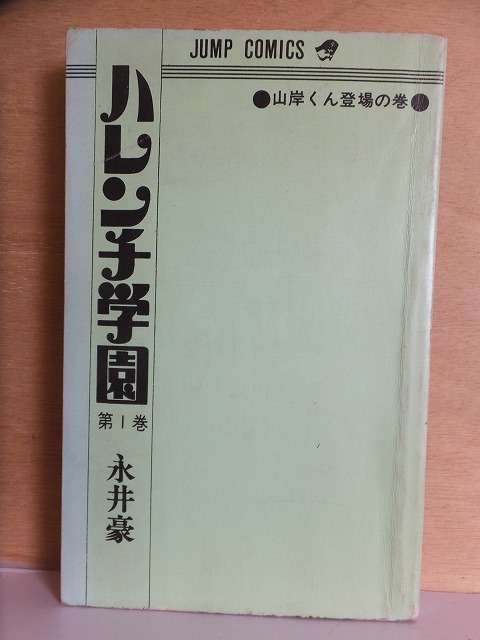 JUMP COMICS
●山岸くん登場の巻●
ハレンチ学園
第1巻
永井豪